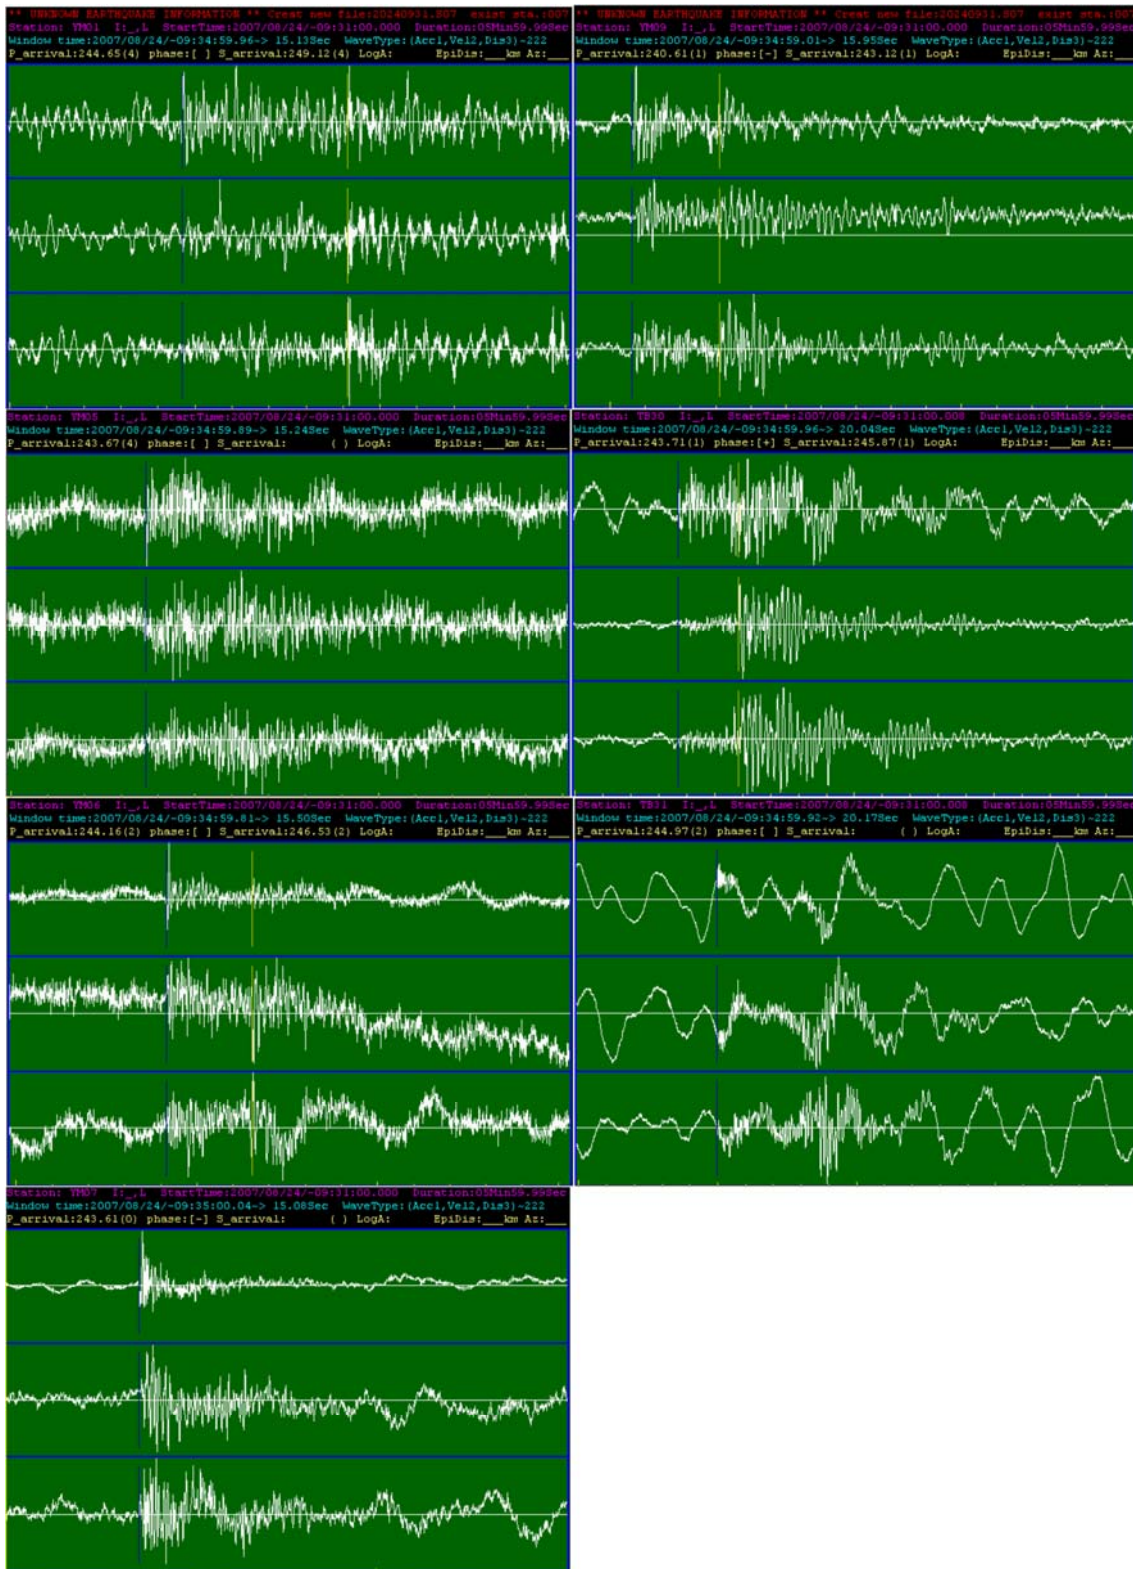 ** UNKNOWN EARTHQUAKE INFORMATION ** Creat new file:20240931.S07 exist sta.:007
Station: YM01 I:_,L StartTime:2007/08/24/-09:31:00.000 Duration:05Min59.99Sec
Window time:2007/08/24/-09:34:59.96-> 15.13Sec WaveType:(Acc1,Vel2,Dis3)-222
P_arrival:244.65(4) phase:[ ] S_arrival:249.12(4) LogA: EpiDis:___km Az:___
Station: YM05 I:_,L StartTime:2007/08/24/-09:31:00.000 Duration:05Min59.99Sec
Window time:2007/08/24/-09:34:59.89-> 15.24Sec WaveType:(Acc1,Vel2,Dis3)-222
P_arrival:243.67(4) phase:[ ] S_arrival: ( ) LogA: EpiDis:___km Az:___
Station: YM06 I:_,L StartTime:2007/08/24/-09:31:00.000 Duration:05Min59.99Sec
Window time:2007/08/24/-09:34:59.81-> 15.50Sec WaveType:(Acc1,Vel2,Dis3)-222
P_arrival:244.16(2) phase:[ ] S_arrival:246.53(2) LogA: EpiDis:___km Az:___
Station: YM07 I:_,L StartTime:2007/08/24/-09:31:00.000 Duration:05Min59.99Sec
Window time:2007/08/24/-09:35:00.04-> 15.08Sec WaveType:(Acc1,Vel2,Dis3)-222
P_arrival:243.61(0) phase:[-] S_arrival: ( ) LogA: EpiDis:___km Az:___
** UNKNOWN EARTHQUAKE INFORMATION ** Creat new file:20240931.S07 exist sta.:007
Station: YM09 I:_,L StartTime:2007/08/24/-09:31:00.000 Duration:05Min59.99Sec
Window time:2007/08/24/-09:34:59.01-> 15.95Sec WaveType:(Acc1,Vel2,Dis3)-222
P_arrival:240.61(1) phase:[-] S_arrival:243.12(1) LogA: EpiDis:___km Az:___
Station: TB30 I:_,L StartTime:2007/08/24/-09:31:00.008 Duration:05Min59.99Sec
Window time:2007/08/24/-09:34:59.96-> 20.04Sec WaveType:(Acc1,Vel2,Dis3)-222
P_arrival:243.71(1) phase:[+] S_arrival:245.87(1) LogA: EpiDis:___km Az:___
Station: TB31 I:_,L StartTime:2007/08/24/-09:31:00.008 Duration:05Min59.99Sec
Window time:2007/08/24/-09:34:59.92-> 20.17Sec WaveType:(Acc1,Vel2,Dis3)-222
P_arrival:244.97(2) phase:[ ] S_arrival: ( ) LogA: EpiDis:___km Az:___